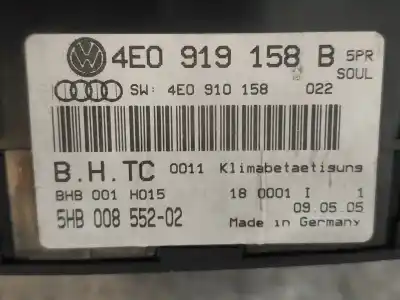 4E0 919 158 B SPR
SOUL
SW: 4E0 910 158 022
B.H.TC 0011 Klimabetaetigung
BHB 001 H015 18 0001 I 1
09.05.05
5HB 008 552-02 Made in Germany